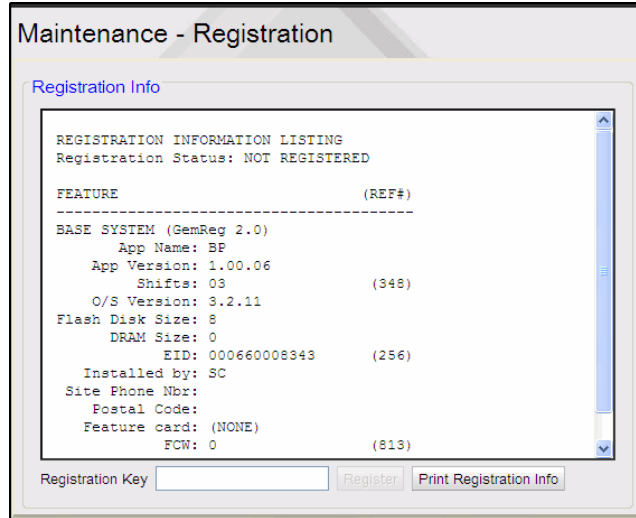 Maintenance - Registration
Registration Info
REGISTRATION INFORMATION LISTING
Registration Status: NOT REGISTERED
FEATURE (REF#)
----------------------------------------
BASE SYSTEM (GemReg 2.0)
App Name: BP
App Version: 1.00.06
Shifts: 03 (348)
O/S Version: 3.2.11
Flash Disk Size: 8
DRAM Size: 0
EID: 000660008343 (256)
Installed by: SC
Site Phone Nbr:
Postal Code:
Feature card: (NONE)
FCW: 0 (813)
Registration Key Register Print Registration Info